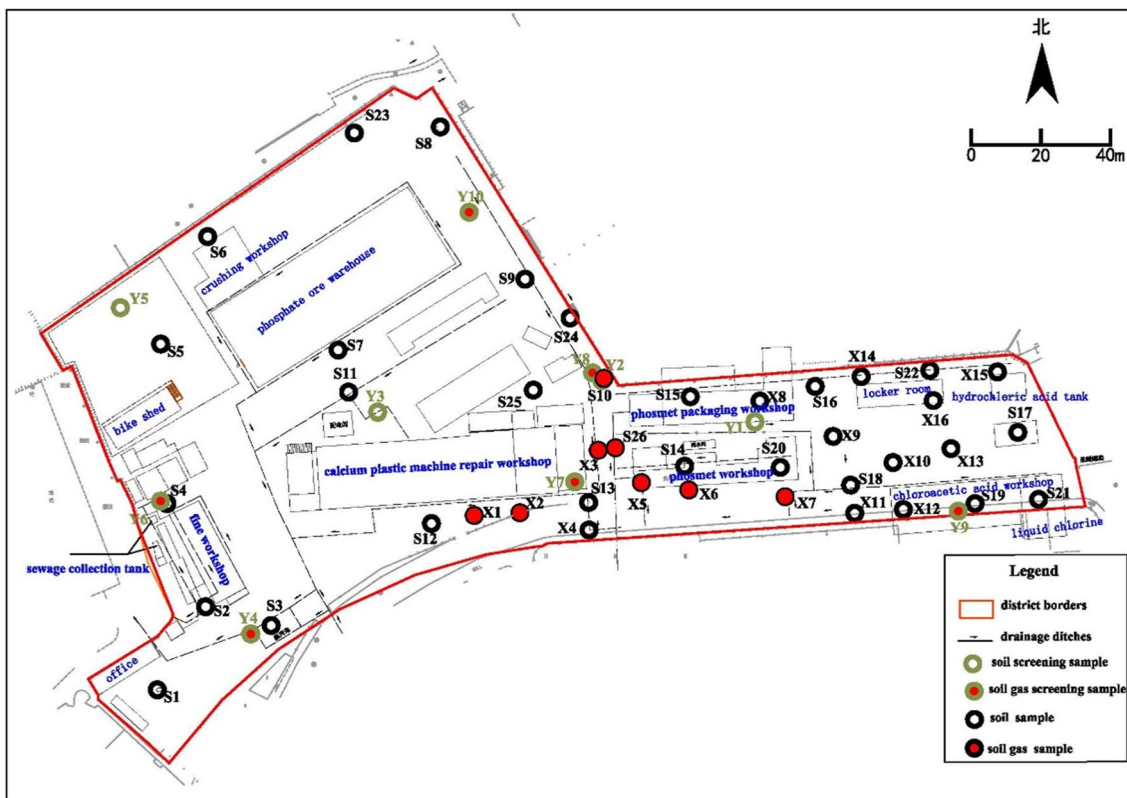 北
0 20 40m
S23
S8
Y10
S6
crushing workshop
phosphate ore warehouse
S9
Y5
S5
S7
S24
S11
Y3
Y8
Y2
S10
S25
bike shed
S15
X8
phosmet packaging workshop
Y1
S16
X14
S22
locker room
X15
hydrochloric acid tank
X16
S17
calcium plastic machine repair workshop
X3
S26
S14
phosmet workshop
S20
X9
X10
X13
Y7
S13
X5
X6
X7
S18
chloroacetic acid workshop
S4
Y6
fine workshop
sewage collection tank
S12
X1
X2
X4
X11
X12
Y9
S19
S21
liquid chlorine
S2
Y4
S3
office
S1
Legend
district borders
drainage ditches
soil screening sample
soil gas screening sample
soil sample
soil gas sample